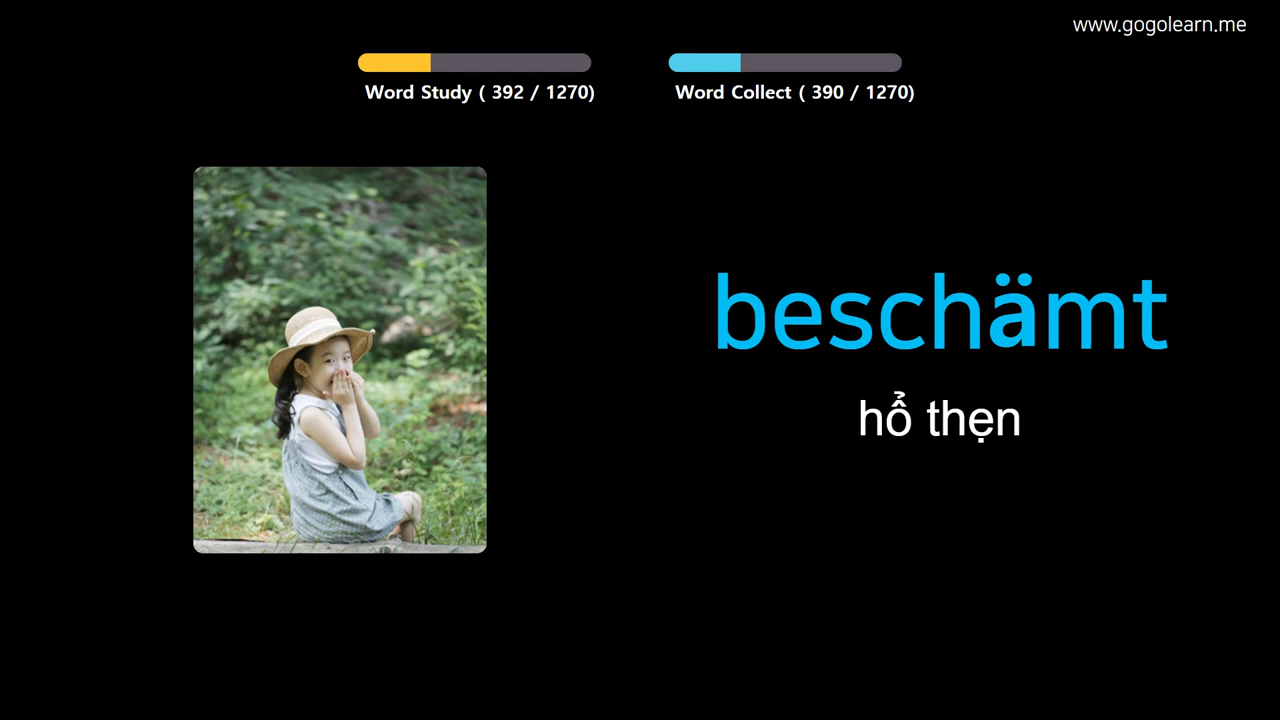 www.gogolearn.me
Word Study ( 392 / 1270)
Word Collect ( 390 / 1270)
beschämt
hổ thẹn